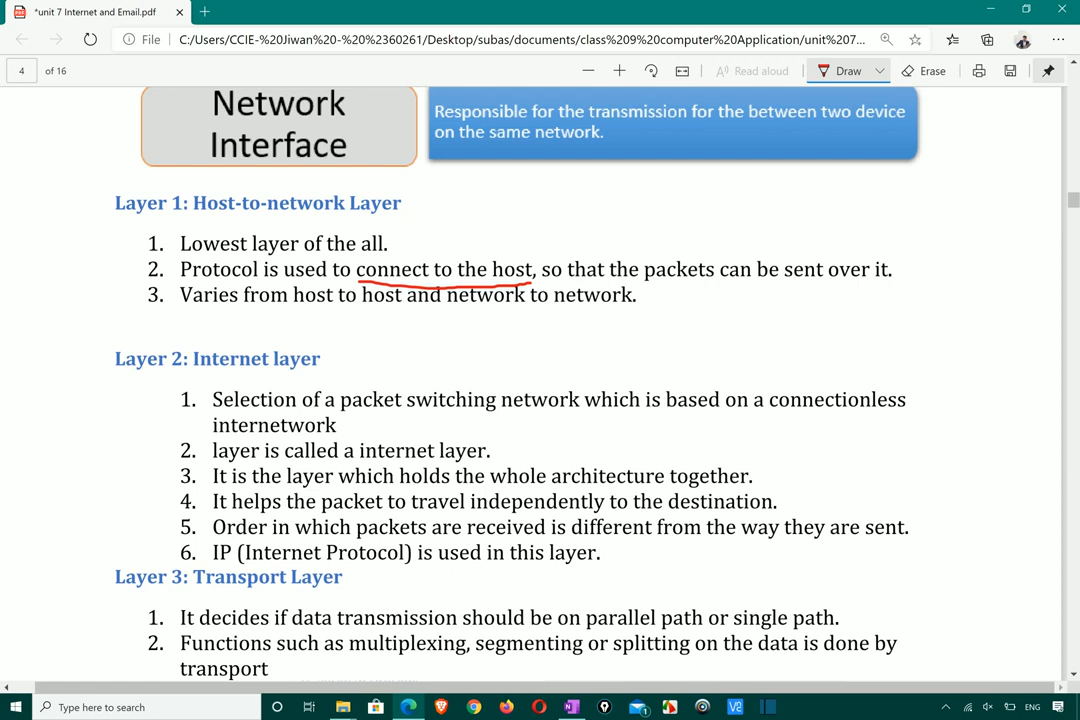 *unit 7 Internet and Email.pdf
File
C:/Users/CCIE-%20Jiwan%20-%20%2360261/Desktop/subas/documents/class%209%20computer%20Application/unit%207...
4 of 16
Read aloud
Draw
Erase
Network
Interface
Responsible for the transmission for the between two device
on the same network.
Layer 1: Host-to-network Layer
1. Lowest layer of the all.
2. Protocol is used to connect to the host, so that the packets can be sent over it.
3. Varies from host to host and network to network.
Layer 2: Internet layer
1. Selection of a packet switching network which is based on a connectionless
internetwork
2. layer is called a internet layer.
3. It is the layer which holds the whole architecture together.
4. It helps the packet to travel independently to the destination.
5. Order in which packets are received is different from the way they are sent.
6. IP (Internet Protocol) is used in this layer.
Layer 3: Transport Layer
1. It decides if data transmission should be on parallel path or single path.
2. Functions such as multiplexing, segmenting or splitting on the data is done by
transport
Type here to search
ENG